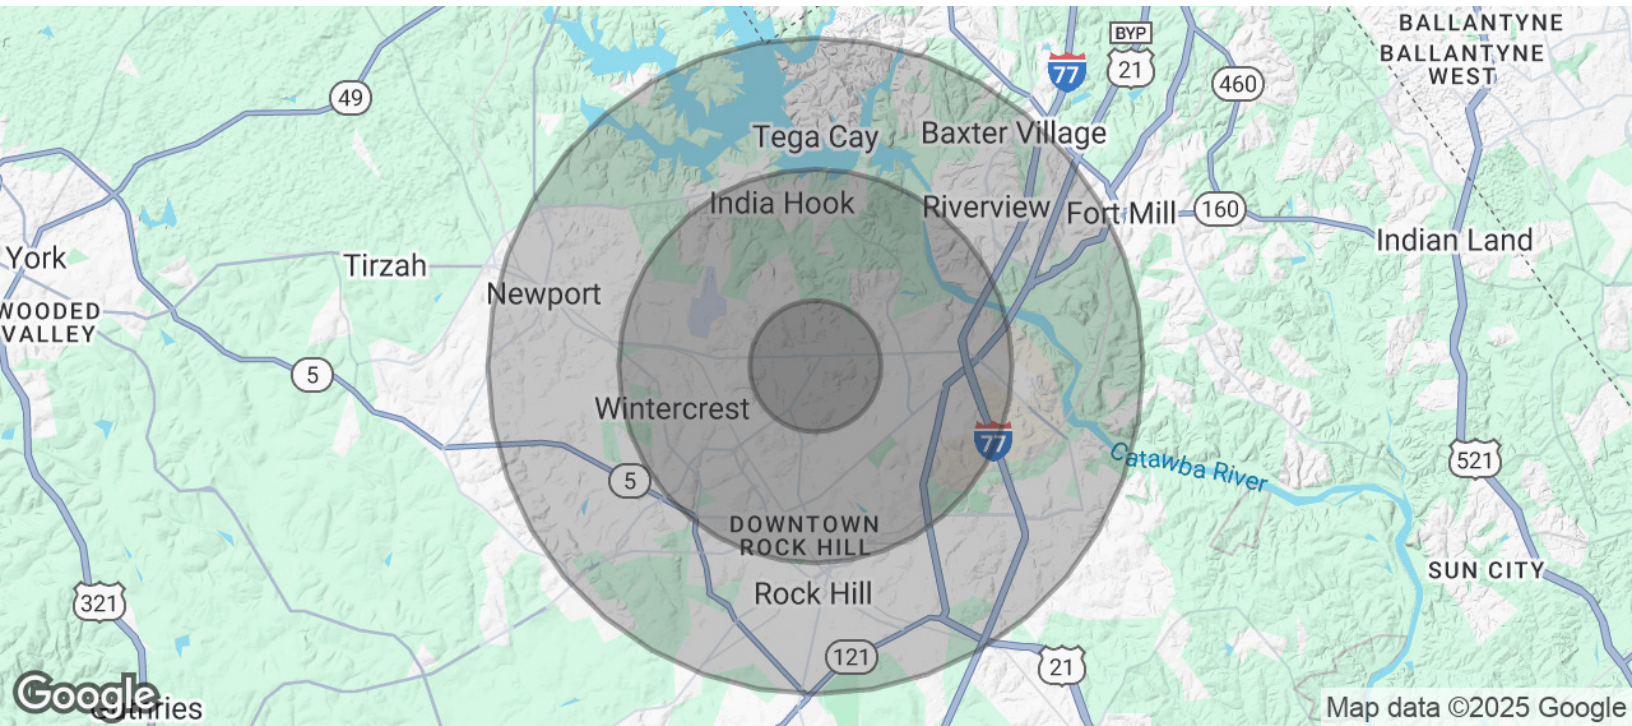 BALLANTYNE
BYP
BALLANTYNE
WEST
77
21
460
49
Tega Cay
Baxter Village
India Hook
Riverview
Fort Mill
160
Indian Land
York
Tirzah
Newport
WOODED
VALLEY
5
Wintercrest
77
Catawba River
521
5
DOWNTOWN
ROCK HILL
SUN CITY
Rock Hill
321
121
21
Google
Guthries
Map data ©2025 Google